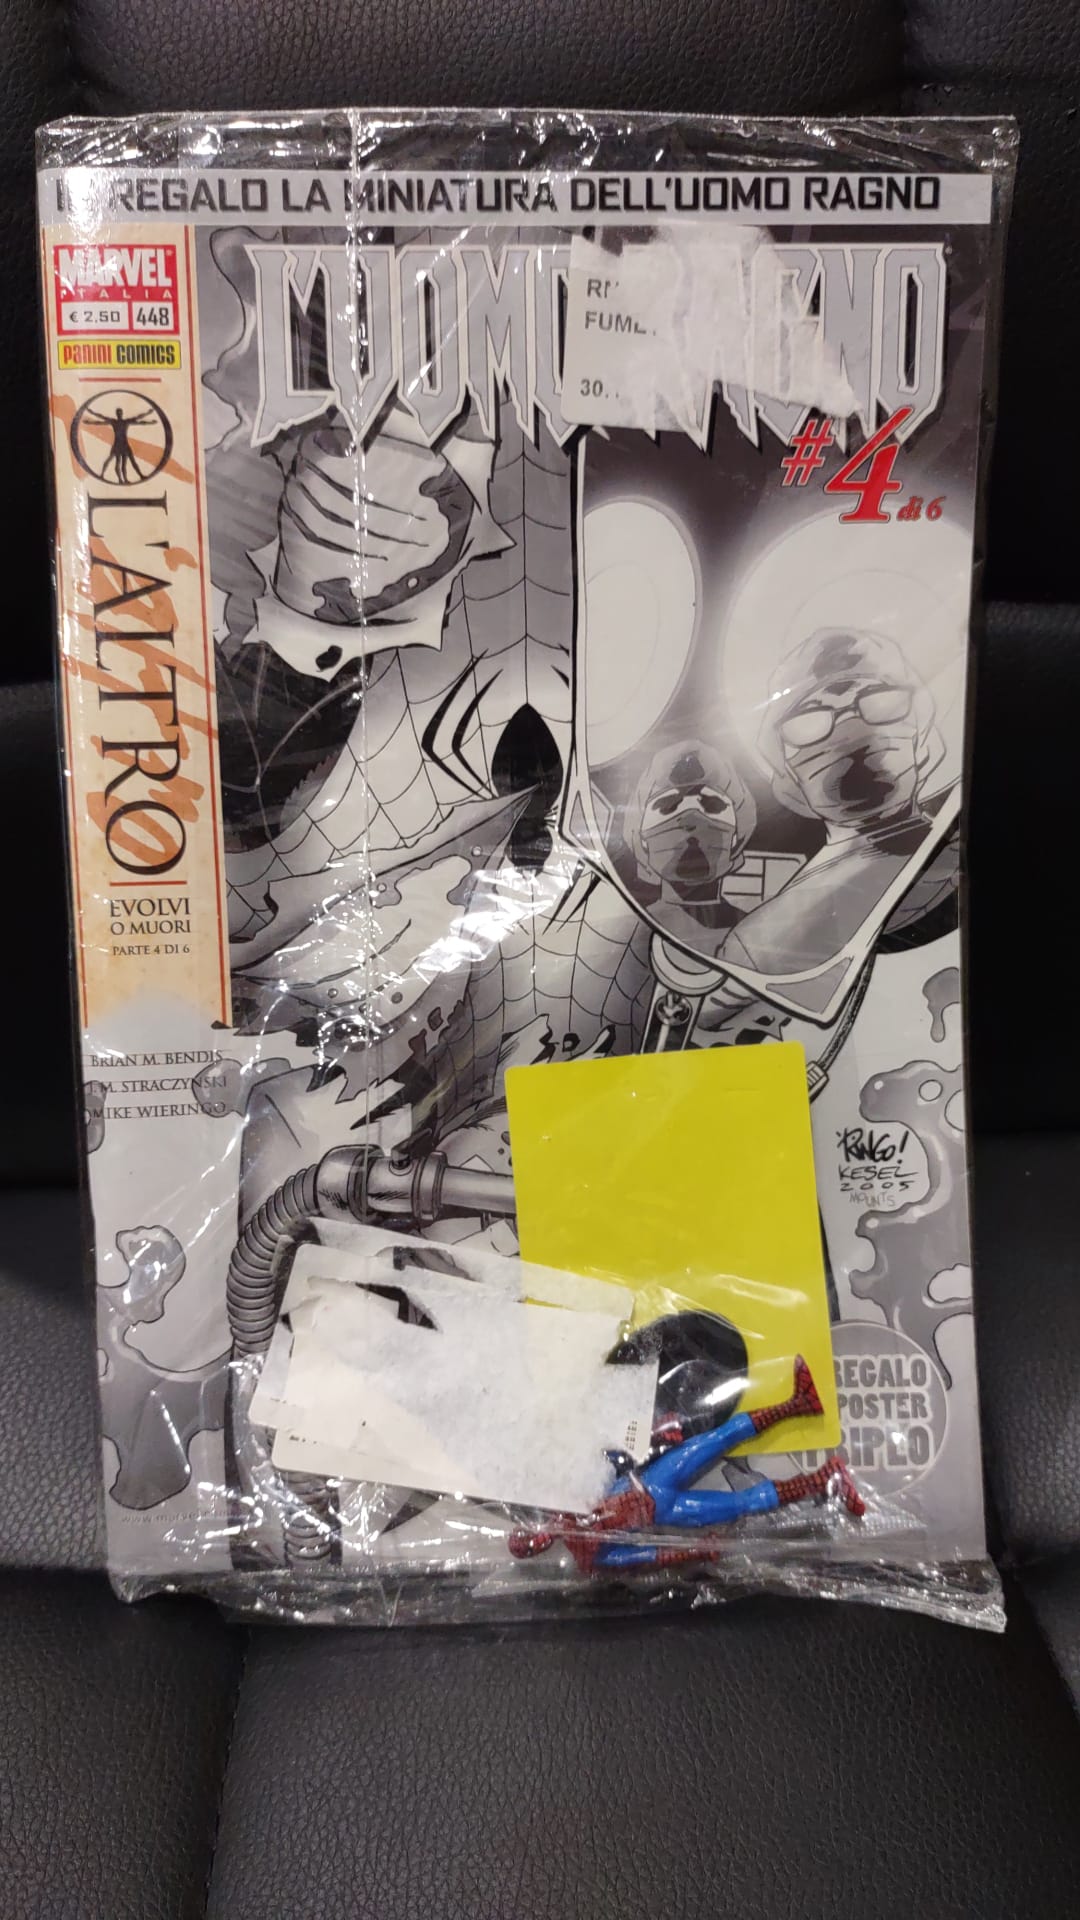 REGALO LA MINIATURA DELL'UOMO RAGNO
MARVEL
ITALIA
€ 2,50 448
PANINI COMICS
#4 di 6
L'ALTRO
EVOLVI
O MUORI
PARTE 4 DI 6
BRIAN M. BENDIS
J.M. STRACZYNSKI
MIKE WIERINGO
'RINGO!
KESEL
2005
MOUNTS
REGALO
POSTER